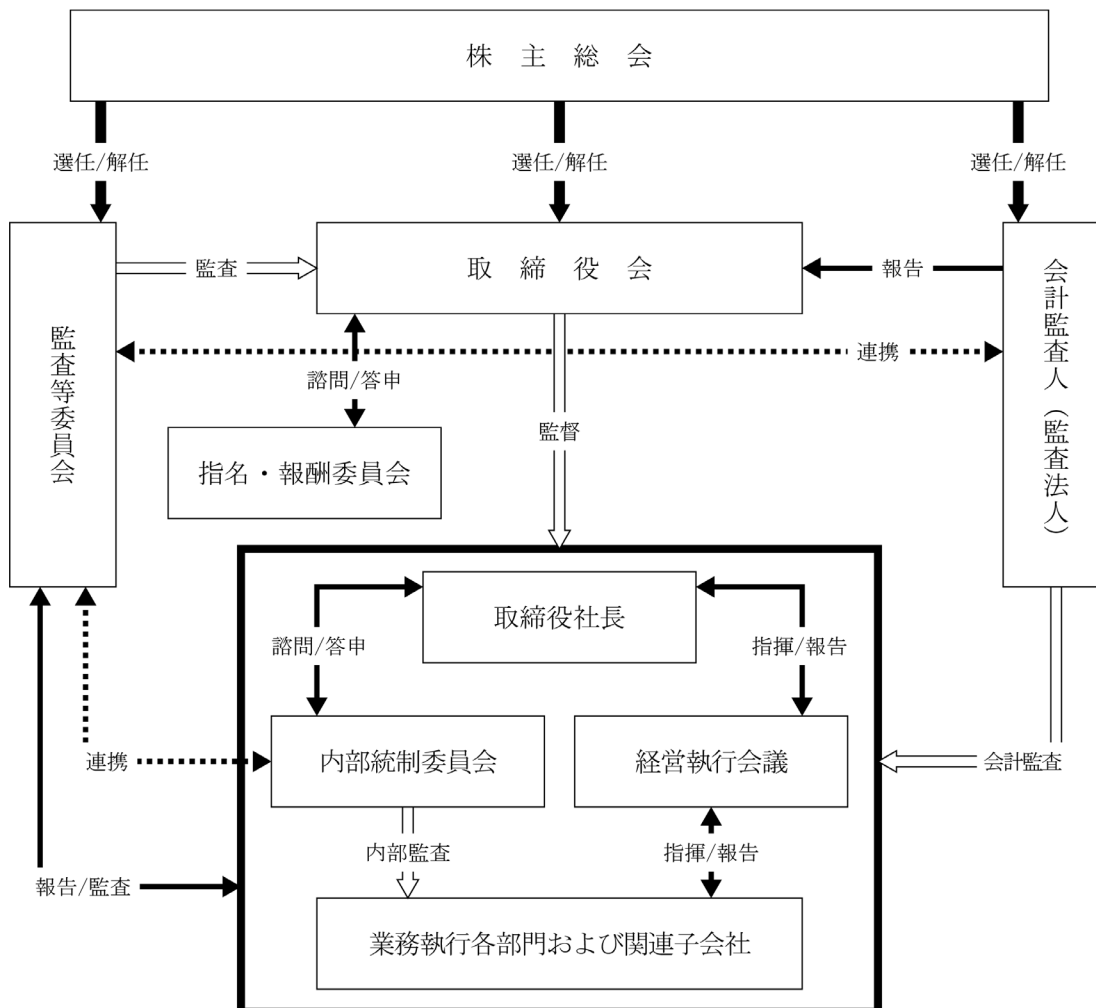 株主総会
選任/解任
選任/解任
選任/解任
監査等委員会
監査
取締役会
報告
会計監査人（監査法人）
連携
諮問/答申
指名・報酬委員会
監督
取締役社長
諮問/答申
指揮/報告
内部統制委員会
経営執行会議
連携
会計監査
内部監査
指揮/報告
報告/監査
業務執行各部門および関連子会社